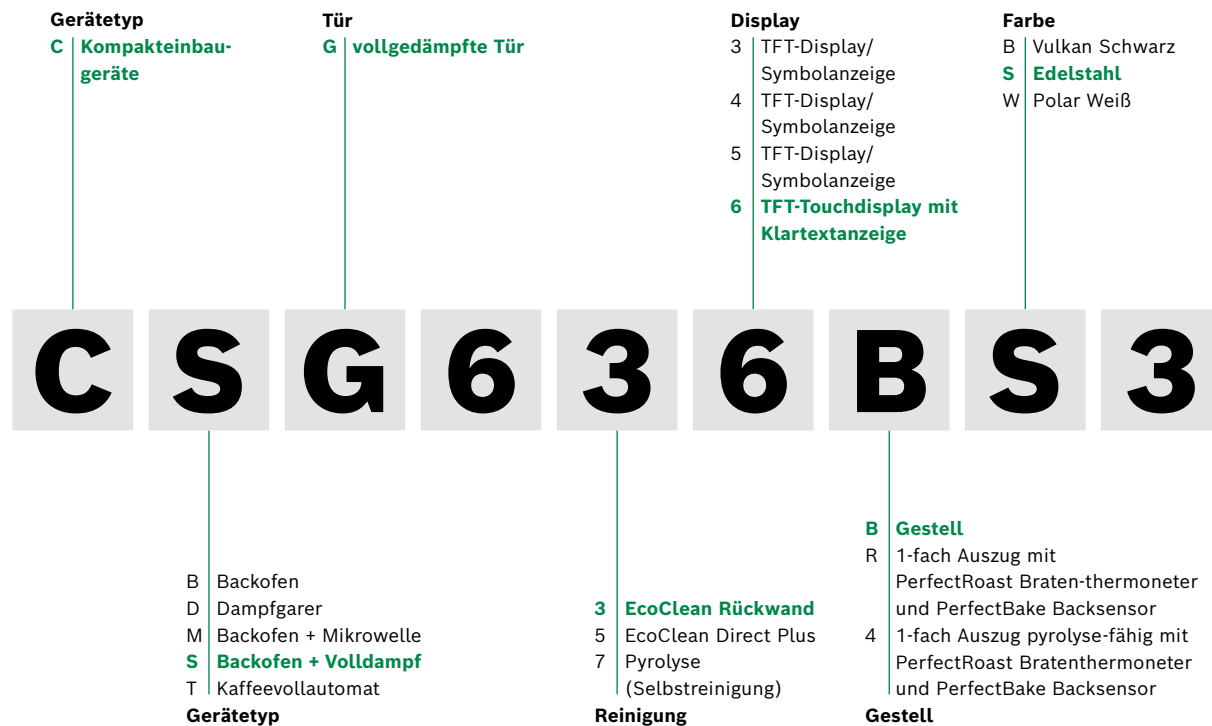 Gerätetyp
C Kompakteinbau-
geräte
Tür
G vollgedämpfte Tür
Display
3 TFT-Display/
Symbolanzeige
4 TFT-Display/
Symbolanzeige
5 TFT-Display/
Symbolanzeige
6 TFT-Touchdisplay mit
Klartextanzeige
Farbe
B Vulkan Schwarz
S Edelstahl
W Polar Weiß
C S G 6 3 6 B S 3
B Backofen
D Dampfgarer
M Backofen + Mikrowelle
S Backofen + Volldampf
T Kaffeevollautomat
Gerätetyp
3 EcoClean Rückwand
5 EcoClean Direct Plus
7 Pyrolyse
(Selbstreinigung)
Reinigung
B Gestell
R 1-fach Auszug mit
PerfectRoast Braten-thermoneter
und PerfectBake Backsensor
4 1-fach Auszug pyrolyse-fähig mit
PerfectRoast Bratenthermoneter
und PerfectBake Backsensor
Gestell